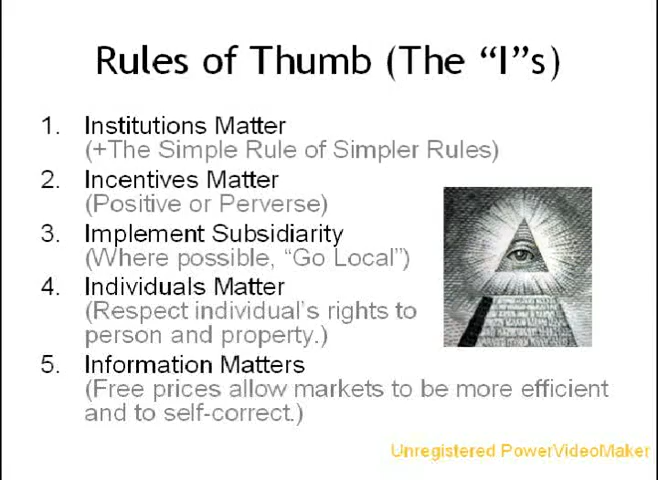 Rules of Thumb (The “I”s)
1. Institutions Matter
(+The Simple Rule of Simpler Rules)
2. Incentives Matter
(Positive or Perverse)
3. Implement Subsidiarity
(Where possible, “Go Local”)
4. Individuals Matter
(Respect individual’s rights to
person and property.)
5. Information Matters
(Free prices allow markets to be more efficient
and to self-correct.)
Unregistered PowerVideoMaker